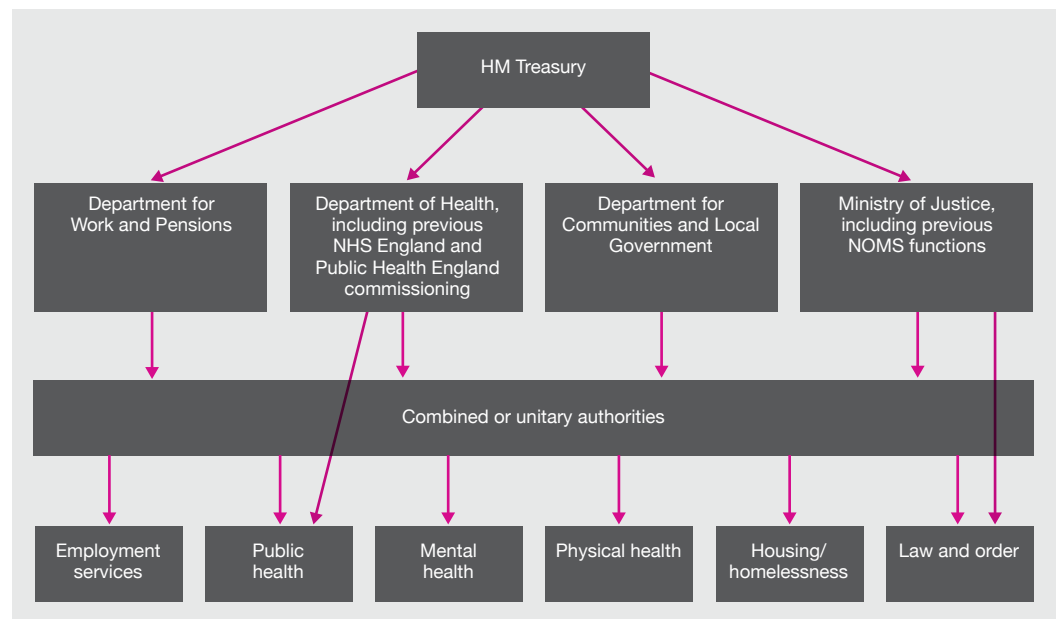 HM Treasury
Department for
Work and Pensions
Department of Health,
including previous
NHS England and
Public Health England
commissioning
Department for
Communities and Local
Government
Ministry of Justice,
including previous
NOMS functions
Combined or unitary authorities
Employment
services
Public
health
Mental
health
Physical health
Housing/
homelessness
Law and order